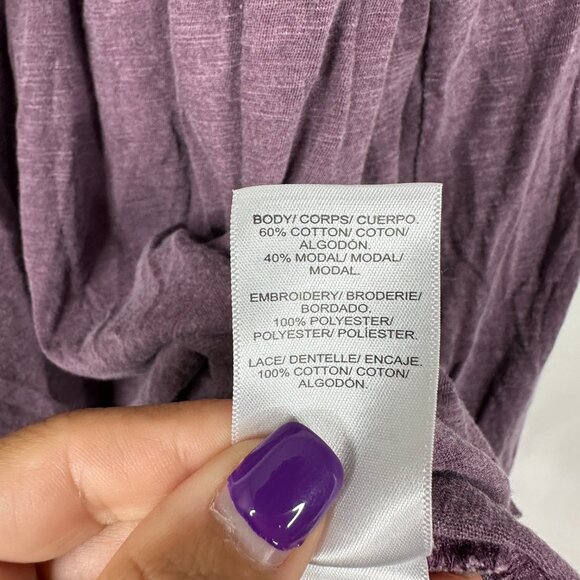 BODY/ CORPS/ CUERPO.
60% COTTON/ COTON/
ALGODÓN.
40% MODAL/ MODAL/
MODAL.
EMBROIDERY/ BRODERIE/
BORDADO.
100% POLYESTER/
POLYESTER/ POLIÉSTER.
LACE/ DENTELLE/ ENCAJE.
100% COTTON/ COTON/
ALGODÓN.